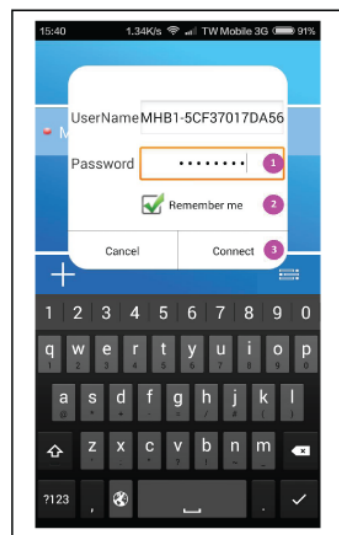 15:40 1.34K/s TW Mobile 3G 91%
UserName MHB1-5CF37017DA56
Password ········ 1
Remember me 2
Cancel Connect 3
1 2 3 4 5 6 7 8 9 0
q w e r t y u i o p
a s d f g h j k l
z x c v b n m
?123 , .